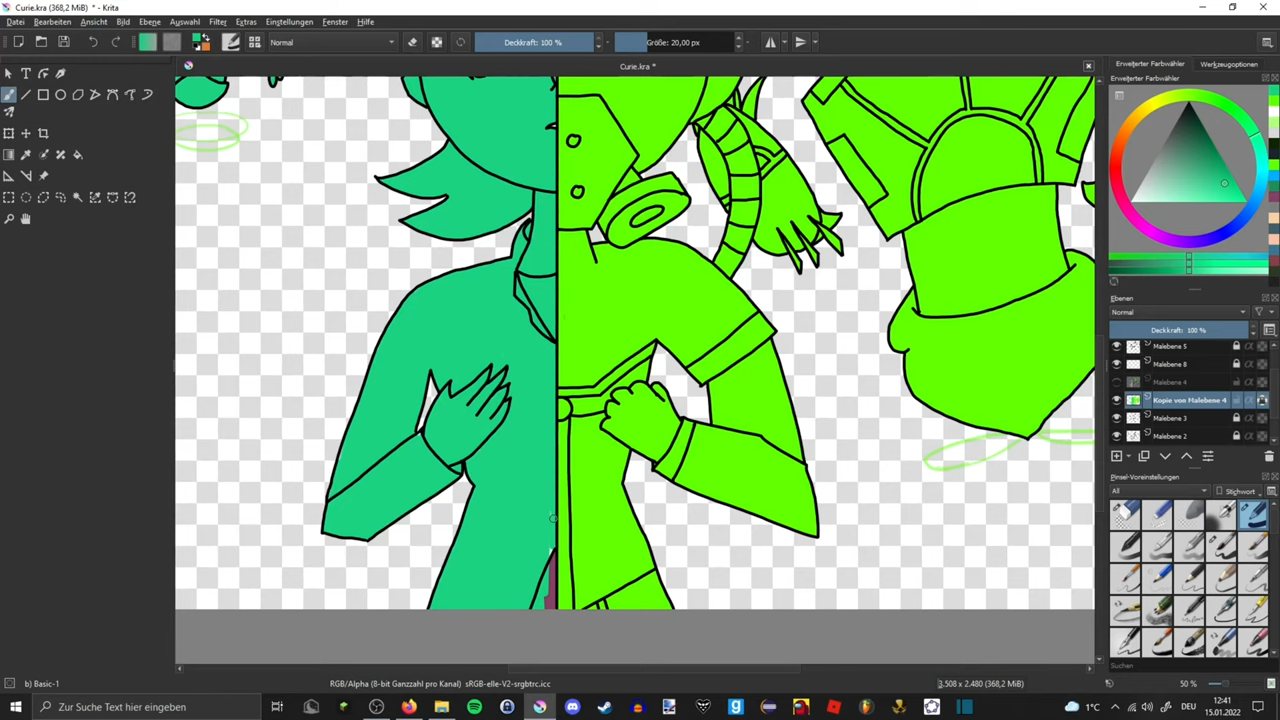 Curie.kra (368,2 MiB) * - Krita
Datei Bearbeiten Ansicht Bild Ebene Auswahl Filter Extras Einstellungen Fenster Hilfe
Normal Deckkraft: 100 % Größe: 20,00 px
Curie.kra *
Erweiterter Farbwähler Werkzeugoptionen
Erweiterter Farbwähler
Ebenen
Normal
Deckkraft: 100 %
Malebene 5
Malebene 8
Malebene 4
Kopie von Malebene 4
Malebene 3
Malebene 2
Pinsel-Voreinstellungen
All Stichwort
Suchen
b) Basic-1 RGB/Alpha (8-bit Ganzzahl pro Kanal) sRGB-elle-V2-srgbtrc.icc 3.508 x 2.480 (368,2 MiB) 50 %
Zur Suche Text hier eingeben
1°C DEU 12:41
15.01.2022